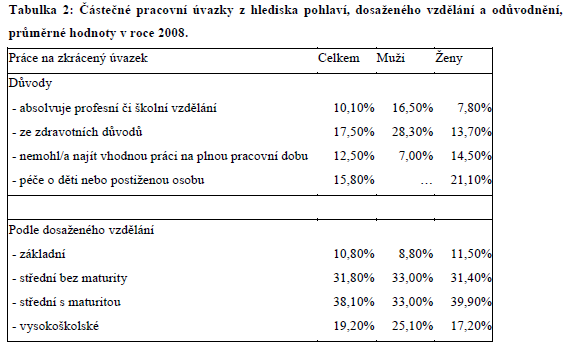 Tabulka 2: Částečné pracovní úvazky z hlediska pohlaví, dosaženého vzdělání a odůvodnění,
průměrné hodnoty v roce 2008.
Práce na zkrácený úvazek Celkem Muži Ženy
Důvody
- absolvuje profesní či školní vzdělání 10,10% 16,50% 7,80%
- ze zdravotních důvodů 17,50% 28,30% 13,70%
- nemohl/a najít vhodnou práci na plnou pracovní dobu 12,50% 7,00% 14,50%
- péče o děti nebo postiženou osobu 15,80% … 21,10%
Podle dosaženého vzdělání
- základní 10,80% 8,80% 11,50%
- střední bez maturity 31,80% 33,00% 31,40%
- střední s maturitou 38,10% 33,00% 39,90%
- vysokoškolské 19,20% 25,10% 17,20%